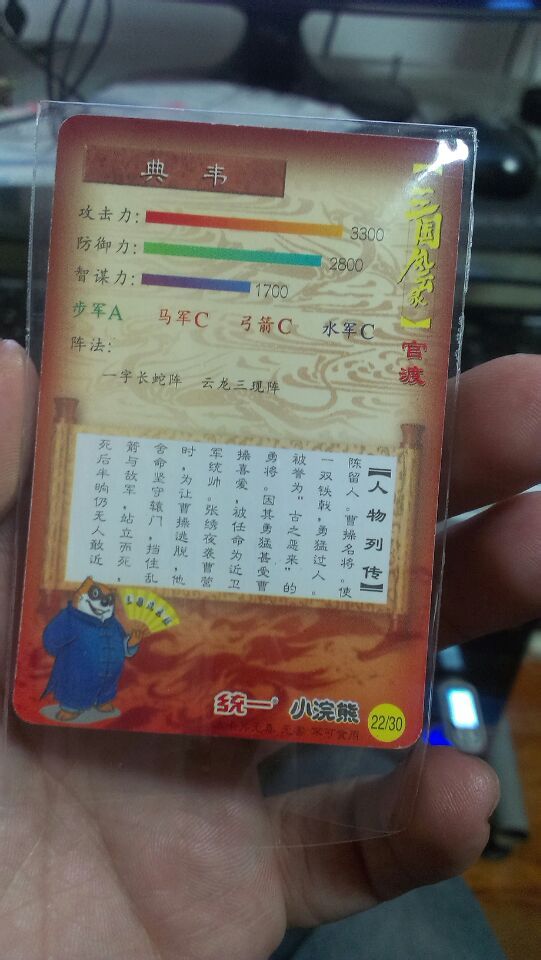 典 韦
攻击力: 3300
防御力: 2800
智谋力: 1700
步军A 马军C 弓箭C 水军C
阵法:
一字长蛇阵 云龙三现阵
【三国风云录】官渡
【人物列传】
陈留人。曹操名将。使
一双铁戟,勇猛过人。
被誉为“古之恶来”的
勇将。因其勇猛甚受曹
操喜爱,被任命为近卫
军统帅。张绣夜袭曹营
时,为让曹操逃脱,他
舍命坚守辕门,挡住乱
箭与敌军,站立而死,
死后半晌仍无人敢近
统一 小浣熊
22/30